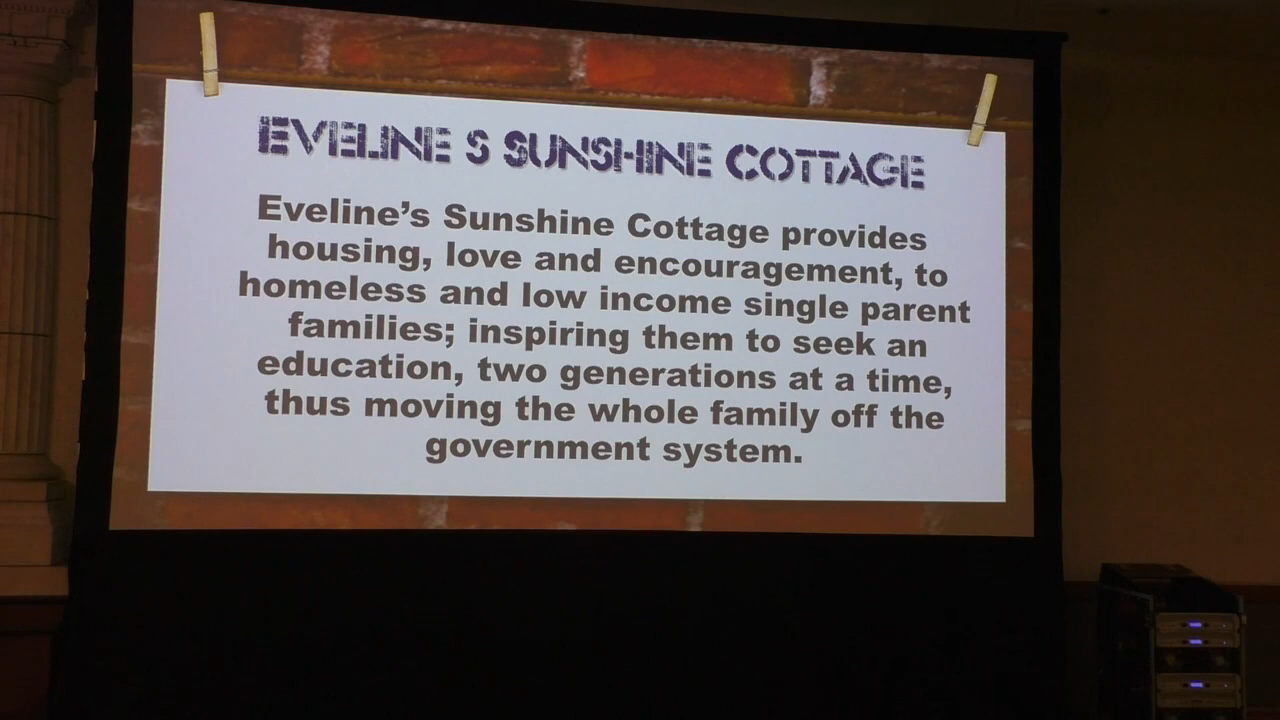 EVELINE S SUNSHINE COTTAGE
Eveline’s Sunshine Cottage provides
housing, love and encouragement, to
homeless and low income single parent
families; inspiring them to seek an
education, two generations at a time,
thus moving the whole family off the
government system.